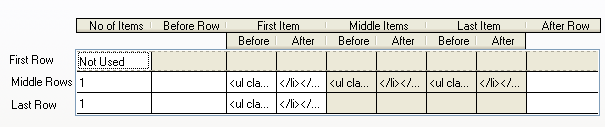 No of Items Before Row First Item Middle Items Last Item After Row
Before After Before After Before After
First Row Not Used
Middle Rows 1 <ul cla... </li></... <ul cla... </li></... <ul cla... </li></...
Last Row 1 <ul cla... </li></...